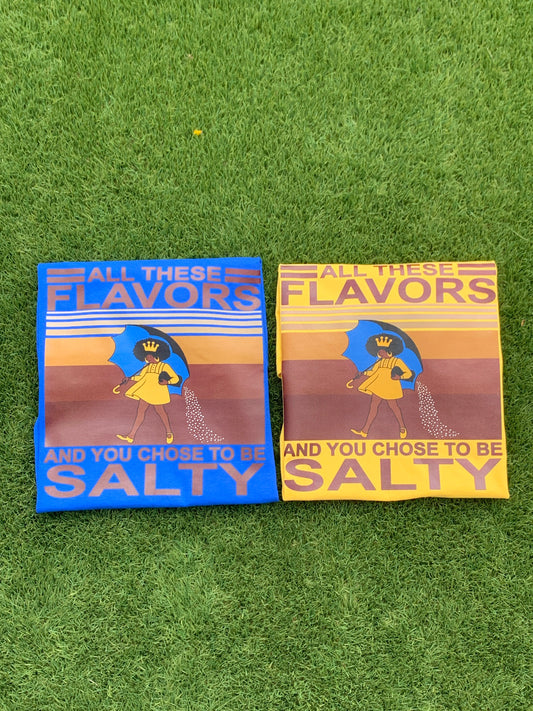 ALL THESE
FLAVORS
AND YOU CHOSE TO BE
SALTY
ALL THESE
FLAVORS
AND YOU CHOSE TO BE
SALTY